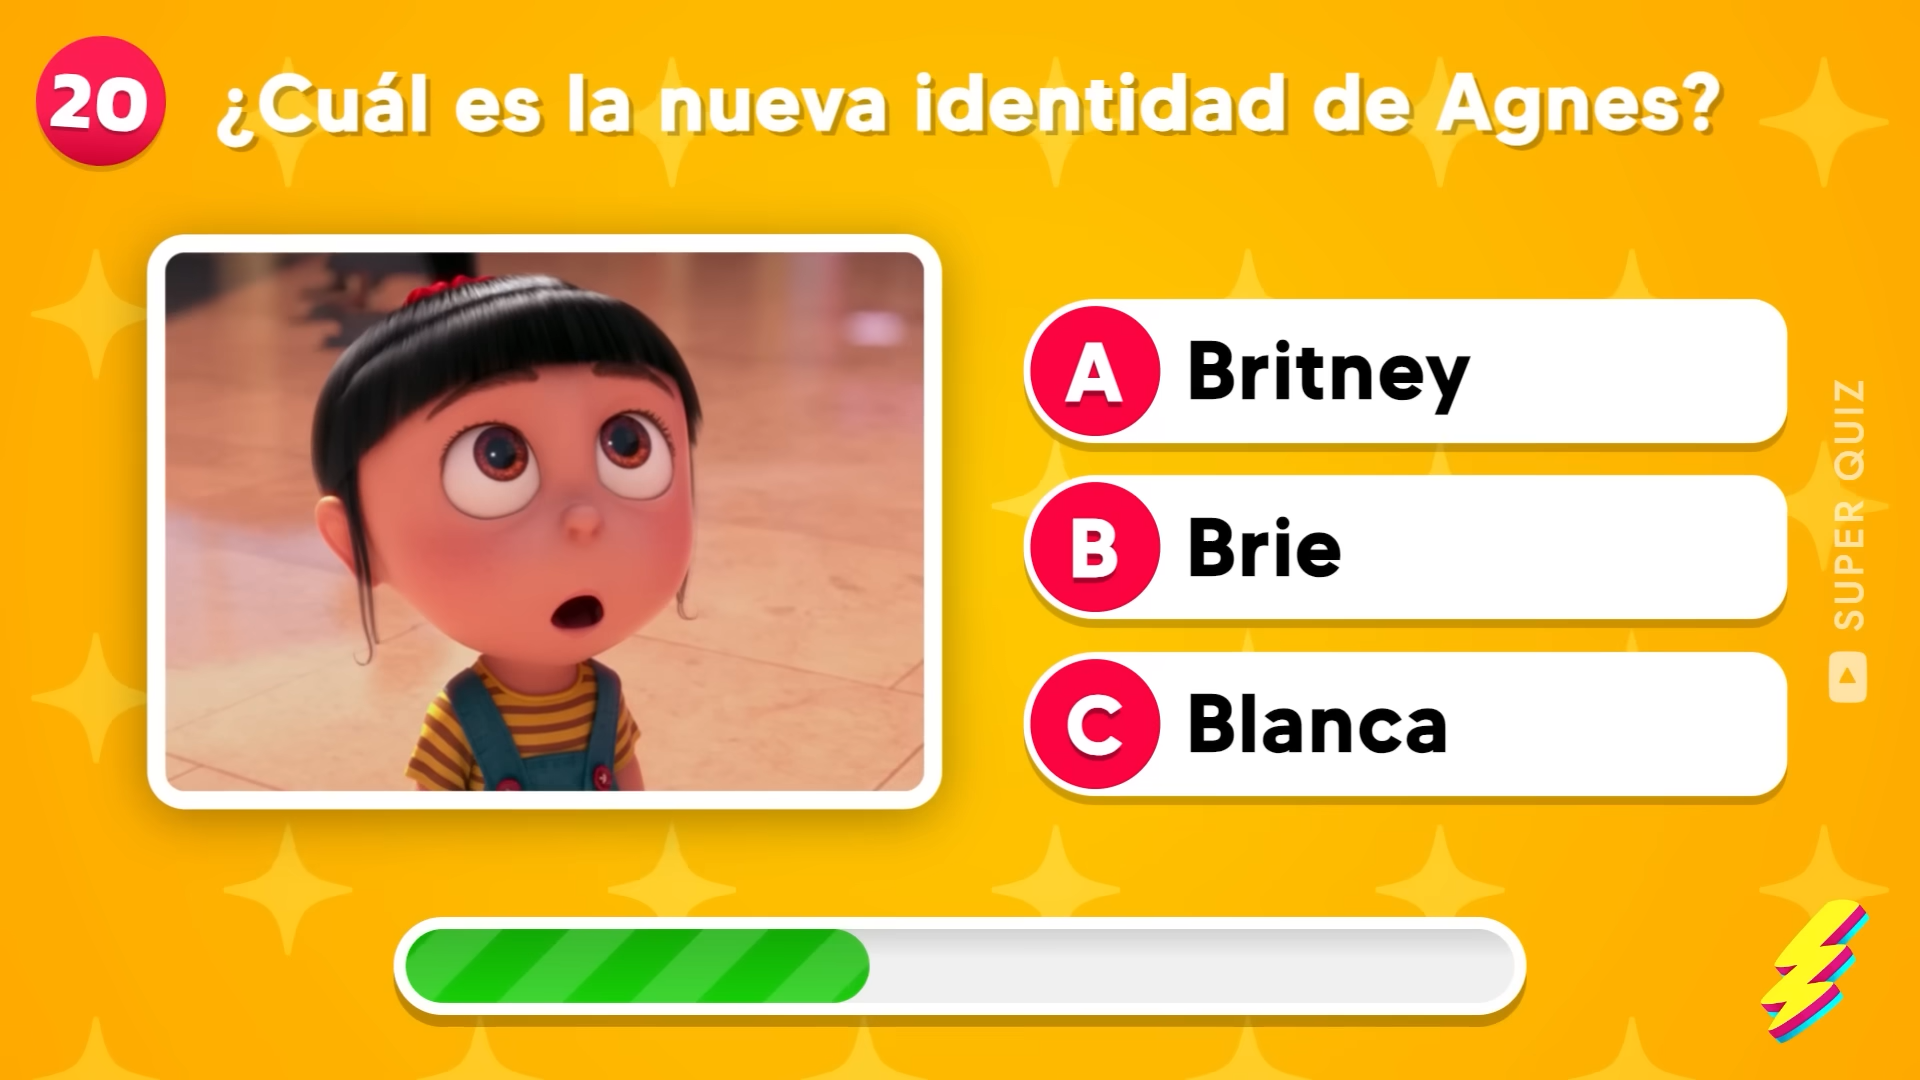 20
¿Cuál es la nueva identidad de Agnes?
A Britney
B Brie
C Blanca
SUPER QUIZ